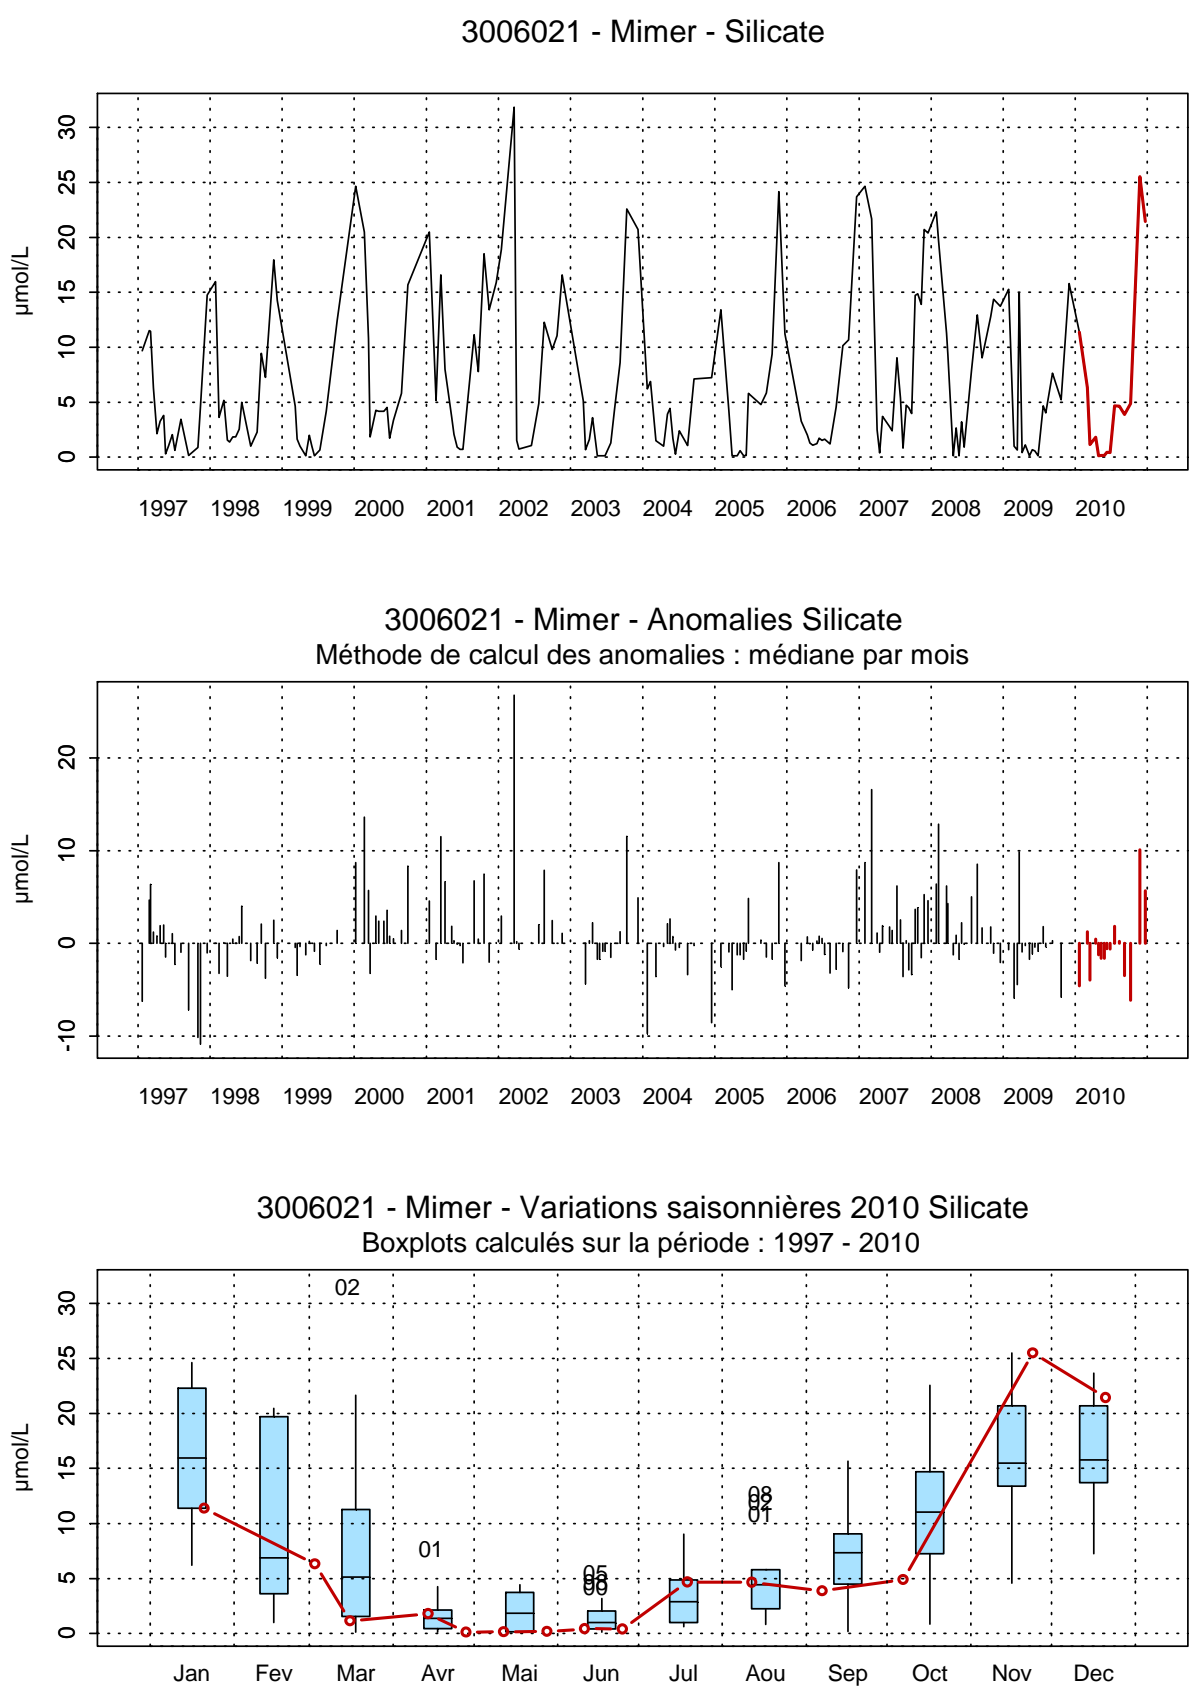 3006021 - Mimer - Silicate
30
25
20
15
10
5
0
µmol/L
1997 1998 1999 2000 2001 2002 2003 2004 2005 2006 2007 2008 2009 2010
3006021 - Mimer - Anomalies Silicate
Méthode de calcul des anomalies : médiane par mois
20
10
0
-10
µmol/L
1997 1998 1999 2000 2001 2002 2003 2004 2005 2006 2007 2008 2009 2010
3006021 - Mimer - Variations saisonnières 2010 Silicate
Boxplots calculés sur la période : 1997 - 2010
30
25
20
15
10
5
0
µmol/L
02
01
05
00
08
02
01
Jan Fev Mar Avr Mai Jun Jul Aou Sep Oct Nov Dec